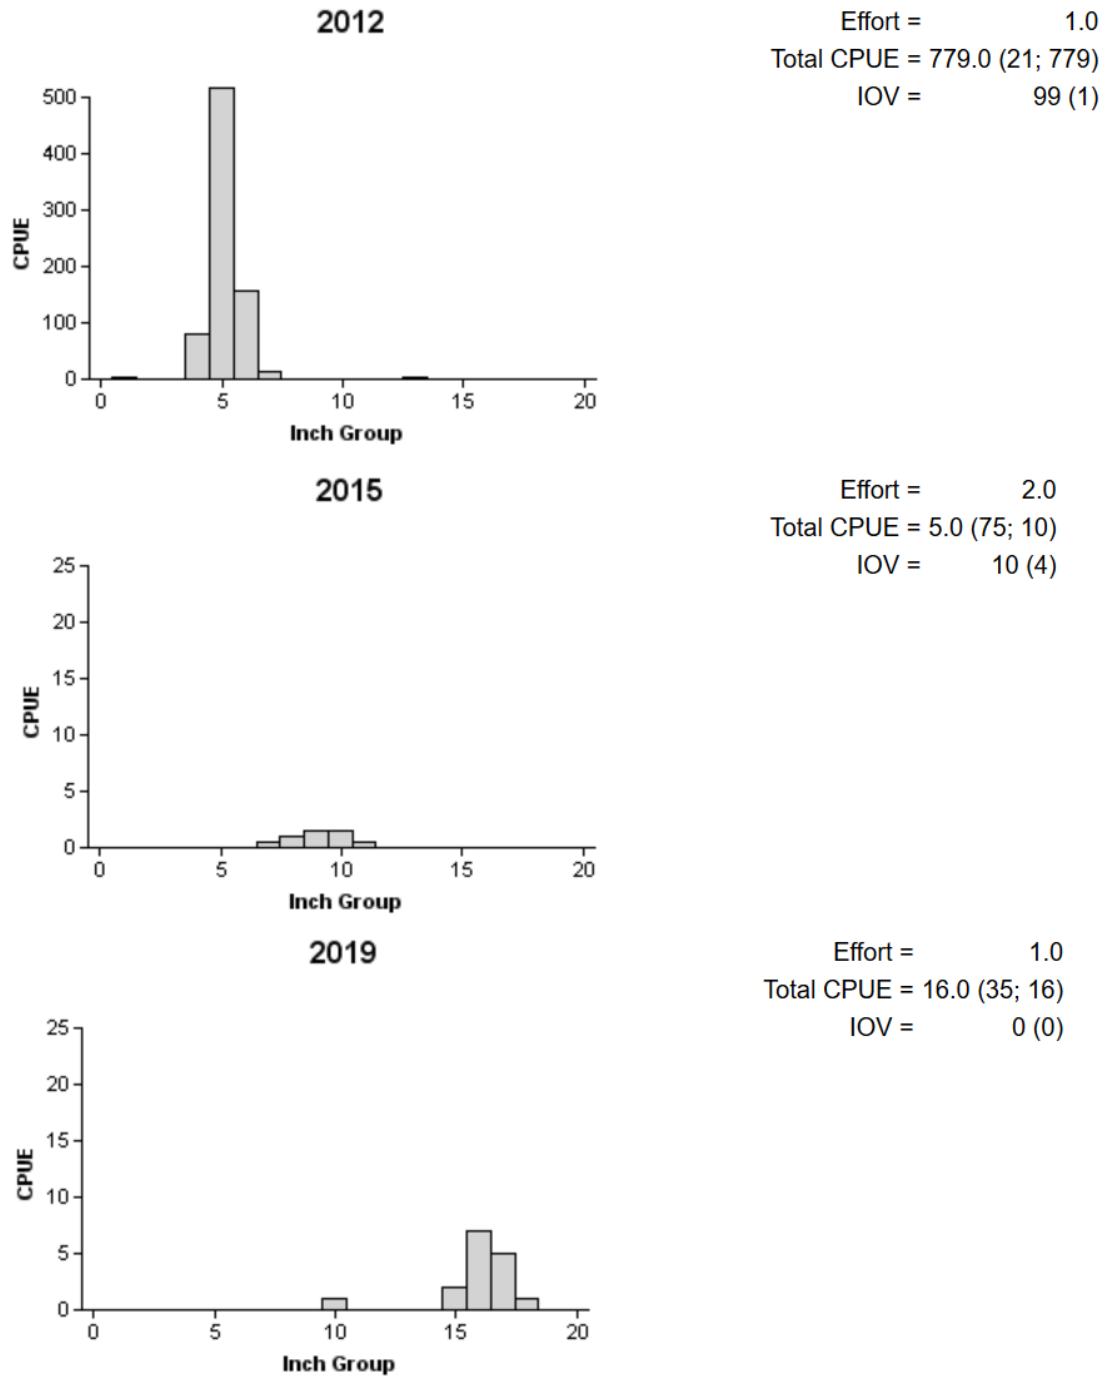 2012
Effort = 1.0
Total CPUE = 779.0 (21; 779)
IOV = 99 (1)
500
400
300
200
100
0
CPUE
0 5 10 15 20
Inch Group
2015
Effort = 2.0
Total CPUE = 5.0 (75; 10)
IOV = 10 (4)
25
20
15
10
5
0
CPUE
0 5 10 15 20
Inch Group
2019
Effort = 1.0
Total CPUE = 16.0 (35; 16)
IOV = 0 (0)
25
20
15
10
5
0
CPUE
0 5 10 15 20
Inch Group